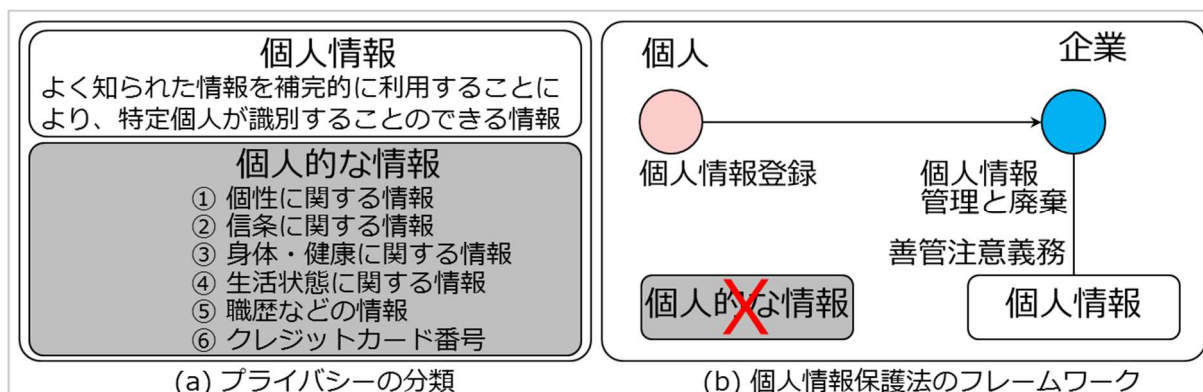 個人情報
よく知られた情報を補完的に利用することに
より、特定個人が識別することのできる情報
個人的な情報
① 個性に関する情報
② 信条に関する情報
③ 身体・健康に関する情報
④ 生活状態に関する情報
⑤ 職歴などの情報
⑥ クレジットカード番号
(a) プライバシーの分類
個人
企業
個人情報登録
個人情報
管理と廃棄
善管注意義務
個人的な情報
個人情報
(b) 個人情報保護法のフレームワーク